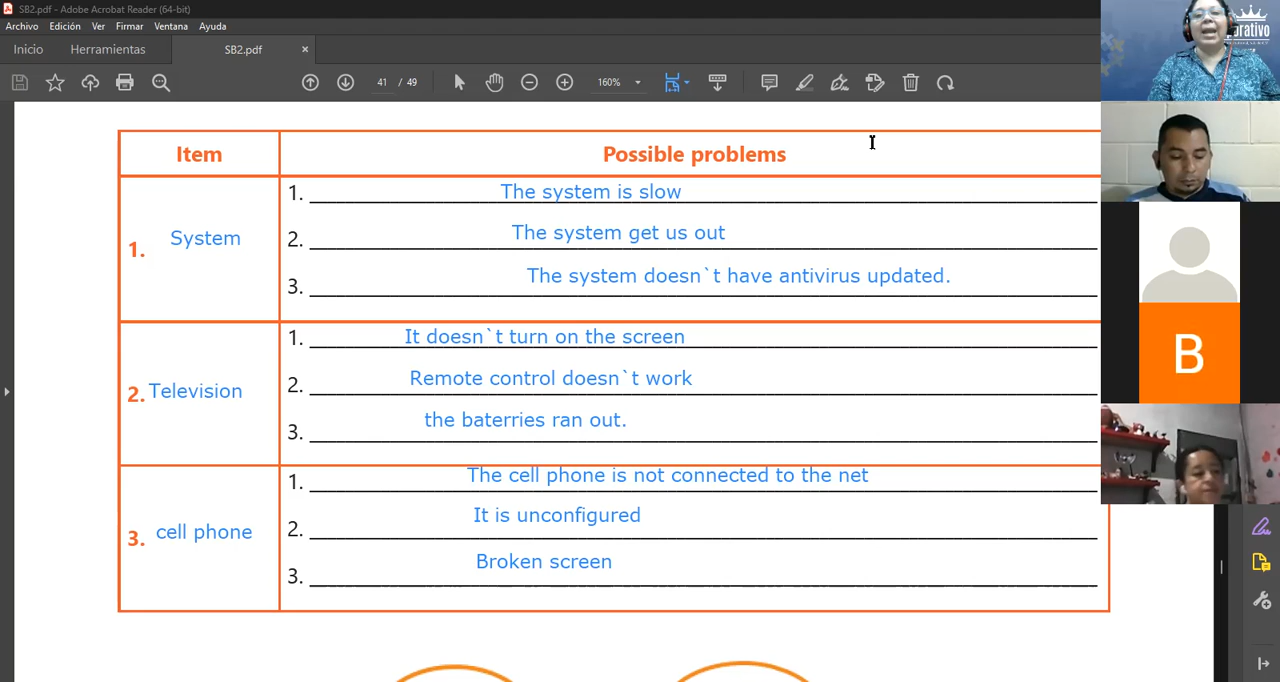 SB2.pdf - Adobe Acrobat Reader (64-bit)
Archivo Edición Ver Firmar Ventana Ayuda
Inicio Herramientas SB2.pdf ×
41 / 49 160%
Item Possible problems
1. System
1. The system is slow
2. The system get us out
3. The system doesn`t have antivirus updated.
2. Television
1. It doesn`t turn on the screen
2. Remote control doesn`t work
3. the baterries ran out.
3. cell phone
1. The cell phone is not connected to the net
2. It is unconfigured
3. Broken screen
B